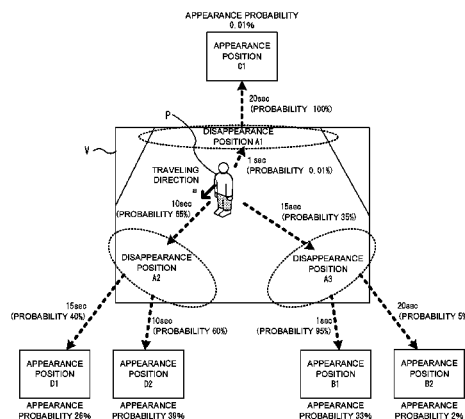 APPEARANCE PROBABILITY
0.01%
APPEARANCE
POSITION
C1
20sec
(PROBABILITY 100%)
P
V
DISAPPEARANCE
POSITION A1
1sec
(PROBABILITY 0.01%)
TRAVELING
DIRECTION
10sec
(PROBABILITY 65%)
15sec
(PROBABILITY 35%)
DISAPPEARANCE
POSITION
A2
DISAPPEARANCE
POSITION
A3
15sec
(PROBABILITY 40%)
10sec
(PROBABILITY 60%)
1sec
(PROBABILITY 95%)
20sec
(PROBABILITY 5%
APPEARANCE
POSITION
D1
APPEARANCE
POSITION
D2
APPEARANCE
POSITION
B1
APPEARANCE
POSITION
B2
APPEARANCE
PROBABILITY 26%
APPEARANCE
PROBABILITY 39%
APPEARANCE
PROBABILITY 33%
APPEARANCE
PROBABILITY 2%